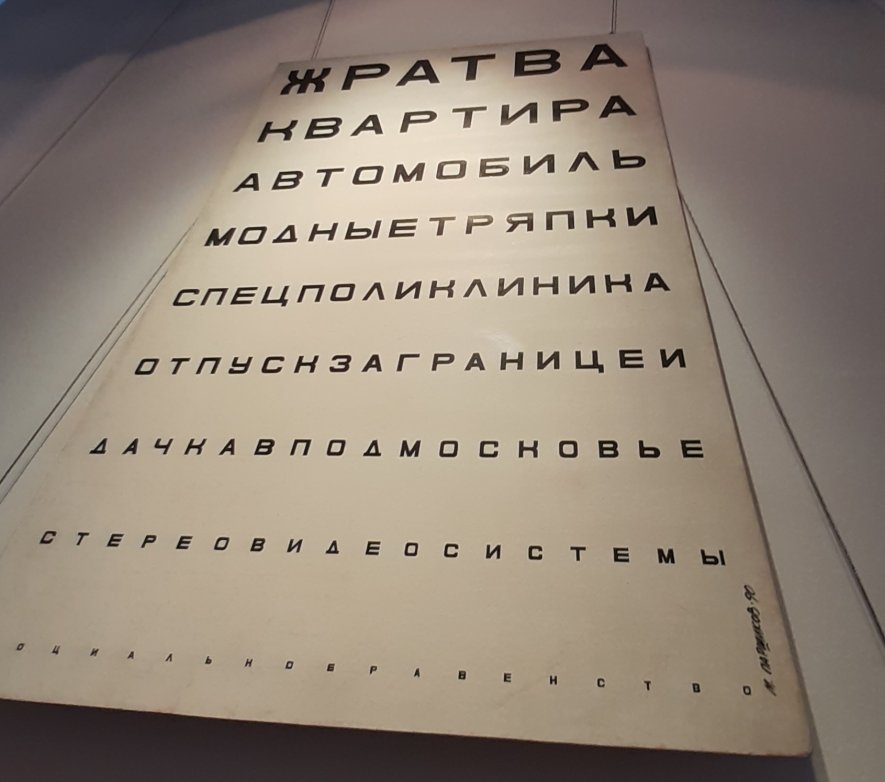 ЖРАТВА
КВАРТИРА
АВТОМОБИЛЬ
МОДНЫЕТРЯПКИ
СПЕЦПОЛИКЛИНИКА
ОТПУСКЗАГРАНИЦЕЙ
ДАЧКАВПОДМОСКОВЬЕ
СТЕРЕОВИДЕОСИСТЕМЫ
ОЦИАЛЬНОЕРАВЕНСТВО